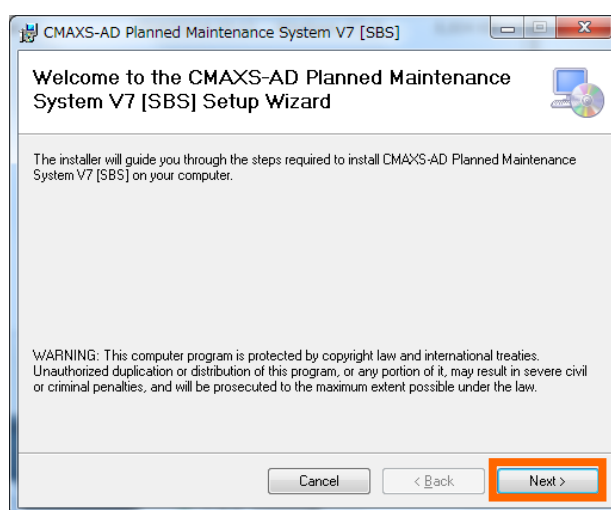 CMAXS-AD Planned Maintenance System V7 [SBS]
Welcome to the CMAXS-AD Planned Maintenance
System V7 [SBS] Setup Wizard
The installer will guide you through the steps required to install CMAXS-AD Planned Maintenance
System V7 [SBS] on your computer.
WARNING: This computer program is protected by copyright law and international treaties.
Unauthorized duplication or distribution of this program, or any portion of it, may result in severe civil
or criminal penalties, and will be prosecuted to the maximum extent possible under the law.
Cancel
< Back
Next >